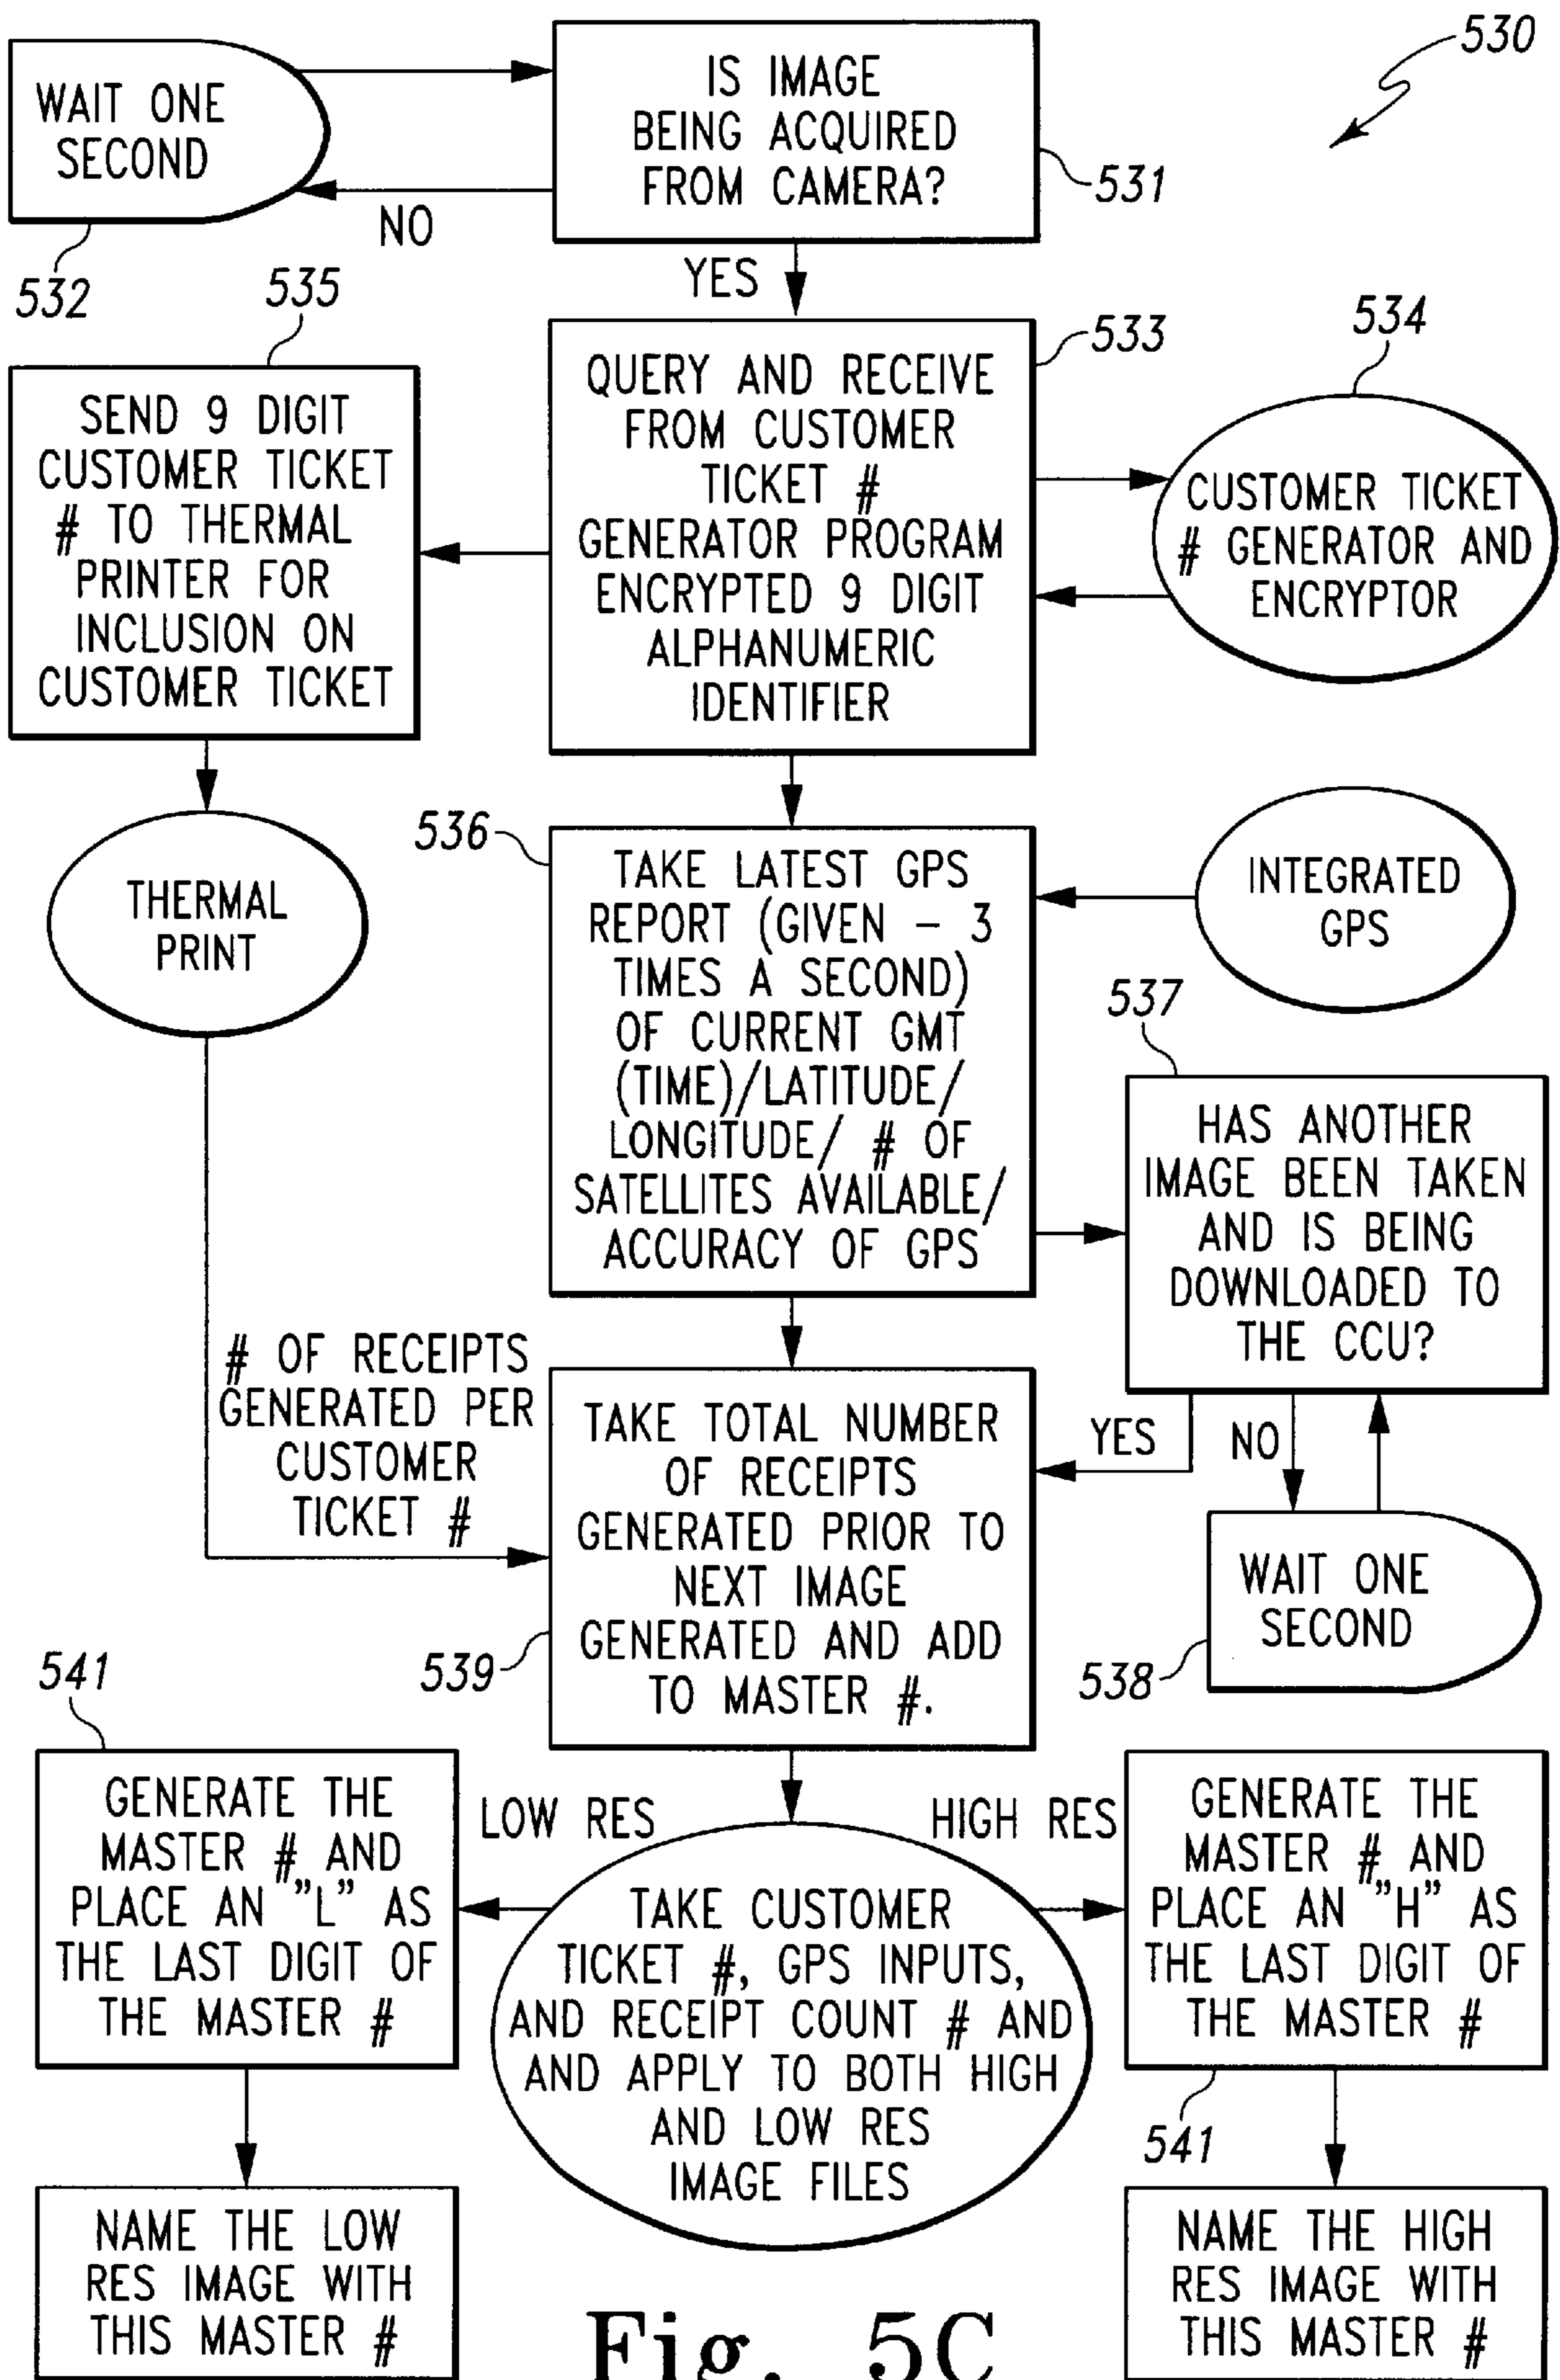 530
WAIT ONE
SECOND
532
IS IMAGE
BEING ACQUIRED
FROM CAMERA?
531
NO
YES
535
SEND 9 DIGIT
CUSTOMER TICKET
# TO THERMAL
PRINTER FOR
INCLUSION ON
CUSTOMER TICKET
533
QUERY AND RECEIVE
FROM CUSTOMER
TICKET #
GENERATOR PROGRAM
ENCRYPTED 9 DIGIT
ALPHANUMERIC
IDENTIFIER
534
CUSTOMER TICKET
# GENERATOR AND
ENCRYPTOR
THERMAL
PRINT
536
TAKE LATEST GPS
REPORT (GIVEN – 3
TIMES A SECOND)
OF CURRENT GMT
(TIME)/LATITUDE/
LONGITUDE/ # OF
SATELLITES AVAILABLE/
ACCURACY OF GPS
INTEGRATED
GPS
537
HAS ANOTHER
IMAGE BEEN TAKEN
AND IS BEING
DOWNLOADED TO
THE CCU?
# OF RECEIPTS
GENERATED PER
CUSTOMER
TICKET #
TAKE TOTAL NUMBER
OF RECEIPTS
GENERATED PRIOR TO
NEXT IMAGE
GENERATED AND ADD
TO MASTER #.
539
YES
NO
WAIT ONE
SECOND
538
541
GENERATE THE
MASTER # AND
PLACE AN "L" AS
THE LAST DIGIT OF
THE MASTER #
LOW RES
HIGH RES
TAKE CUSTOMER
TICKET #, GPS INPUTS,
AND RECEIPT COUNT # AND
AND APPLY TO BOTH HIGH
AND LOW RES
IMAGE FILES
GENERATE THE
MASTER # AND
PLACE AN "H" AS
THE LAST DIGIT OF
THE MASTER #
541
NAME THE LOW
RES IMAGE WITH
THIS MASTER #
NAME THE HIGH
RES IMAGE WITH
THIS MASTER #
Fig. 5C